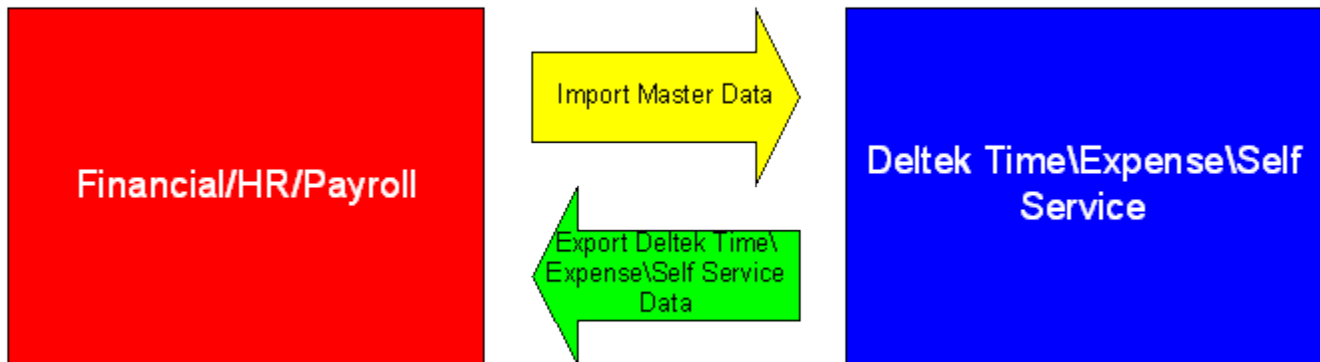 Financial/HR/Payroll
Import Master Data
Export Deltek Time\
Expense\Self Service
Data
Deltek Time\Expense\Self
Service